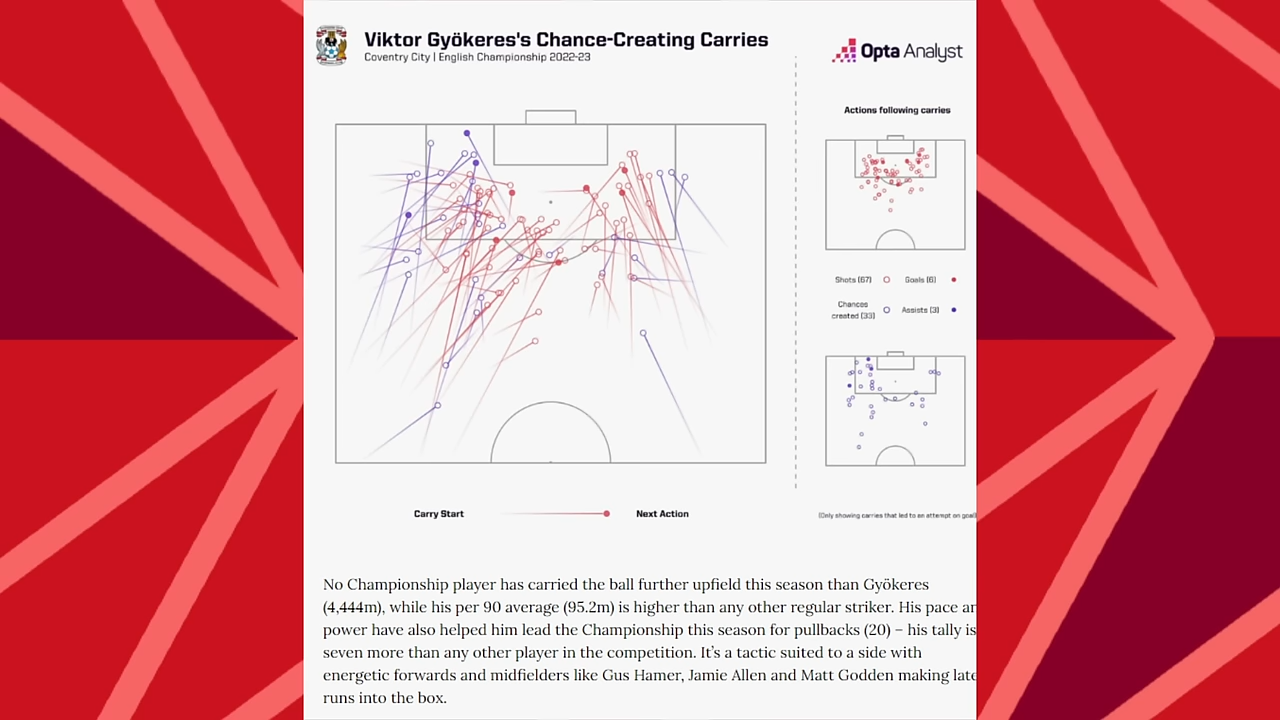 Viktor Gyökeres's Chance-Creating Carries
Coventry City | English Championship 2022-23
Opta Analyst
Actions following carries
Shots (67)
Goals (6)
Chances created (33)
Assists (3)
Carry Start
Next Action
(Only showing carries that led to an attempt on goal)
No Championship player has carried the ball further upfield this season than Gyökeres
(4,444m), while his per 90 average (95.2m) is higher than any other regular striker. His pace an
power have also helped him lead the Championship this season for pullbacks (20) – his tally is
seven more than any other player in the competition. It's a tactic suited to a side with
energetic forwards and midfielders like Gus Hamer, Jamie Allen and Matt Godden making late
runs into the box.